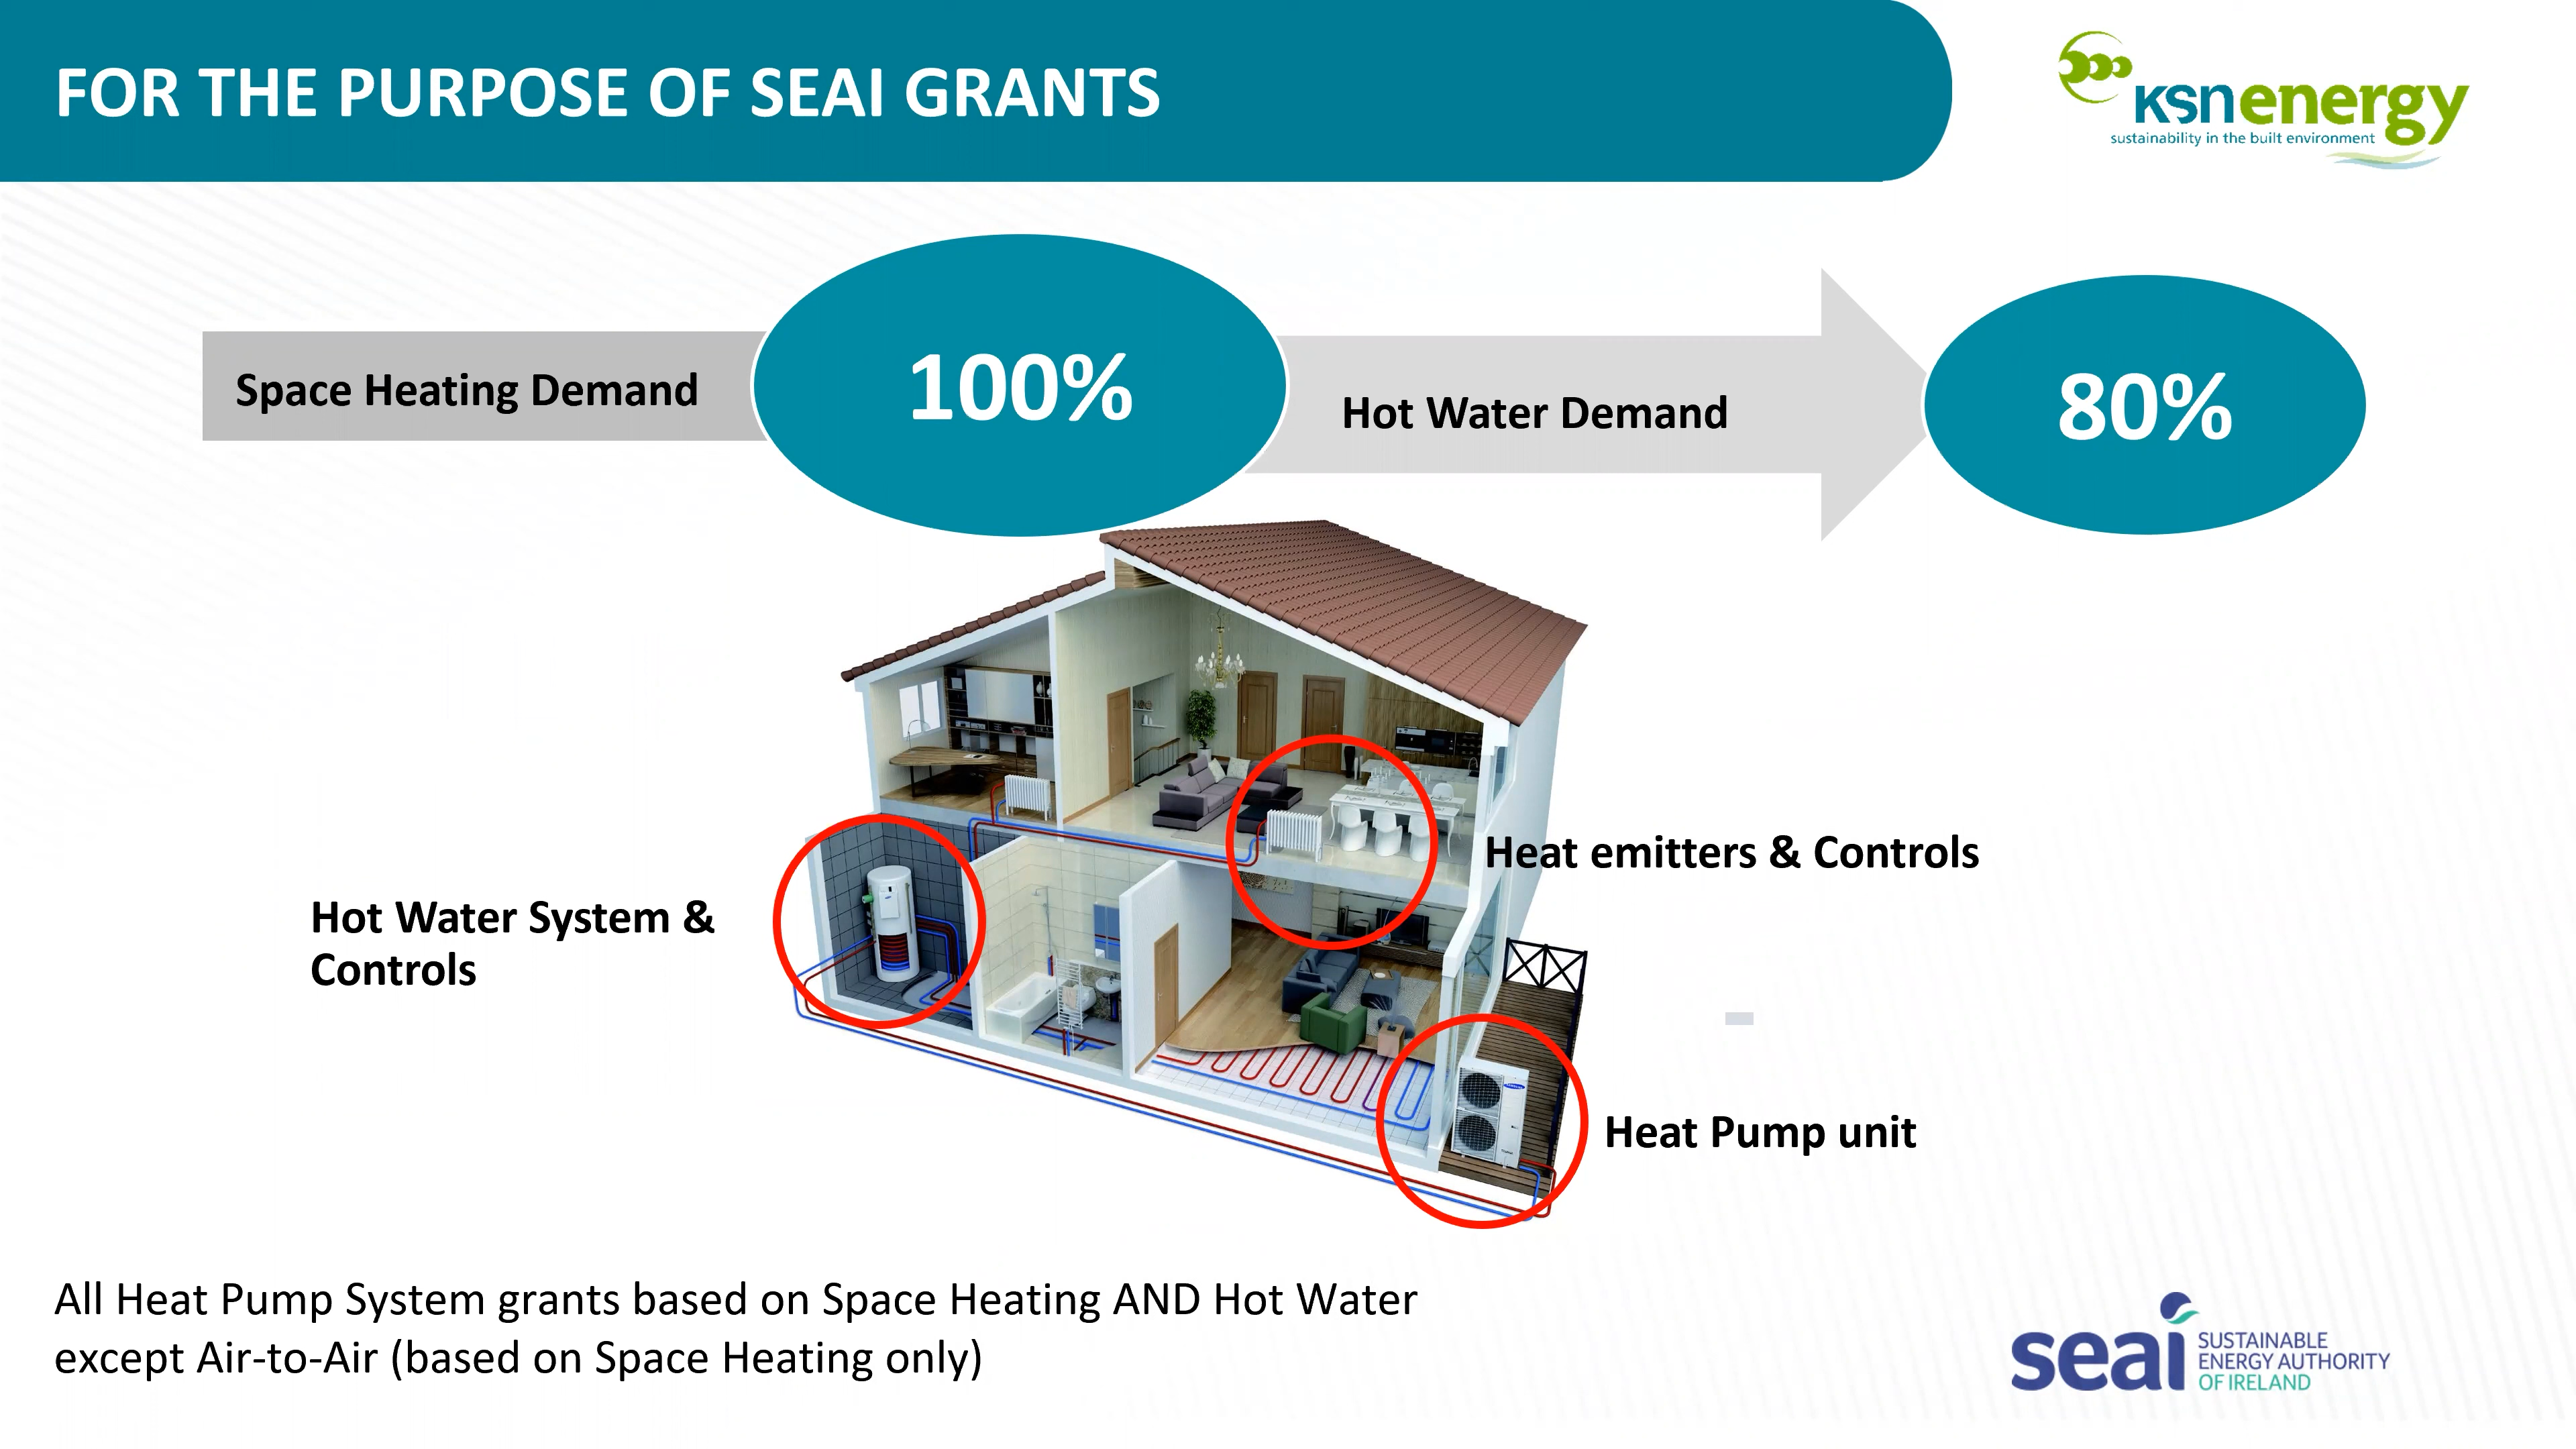 FOR THE PURPOSE OF SEAI GRANTS
ksnenergy
sustainability in the built environment
Space Heating Demand
100%
Hot Water Demand
80%
Heat emitters & Controls
Hot Water System &
Controls
Heat Pump unit
All Heat Pump System grants based on Space Heating AND Hot Water
except Air-to-Air (based on Space Heating only)
seai
SUSTAINABLE
ENERGY AUTHORITY
OF IRELAND